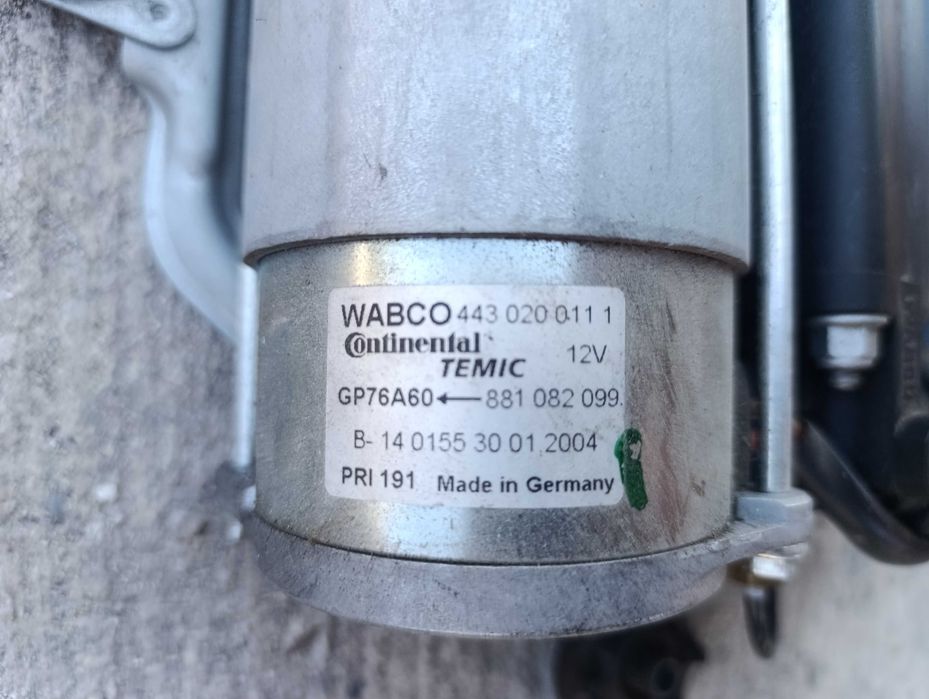 WABCO 443 020 011 1
Continental
TEMIC 12V
GP76A60 ← 881 082 099
B- 14 0155 30 01.2004
PRI 191 Made in Germany